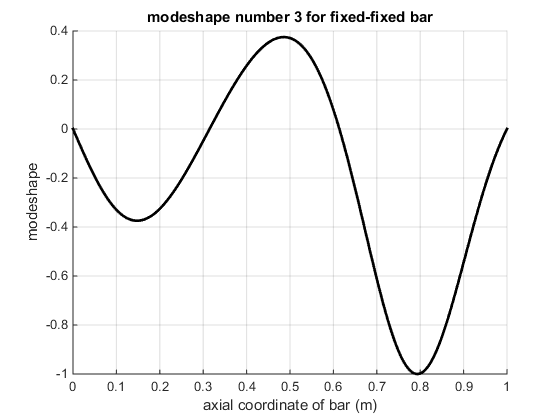 modeshape number 3 for fixed-fixed bar
0.4
0.2
0
-0.2
-0.4
-0.6
-0.8
-1
modeshape
0 0.1 0.2 0.3 0.4 0.5 0.6 0.7 0.8 0.9 1
axial coordinate of bar (m)